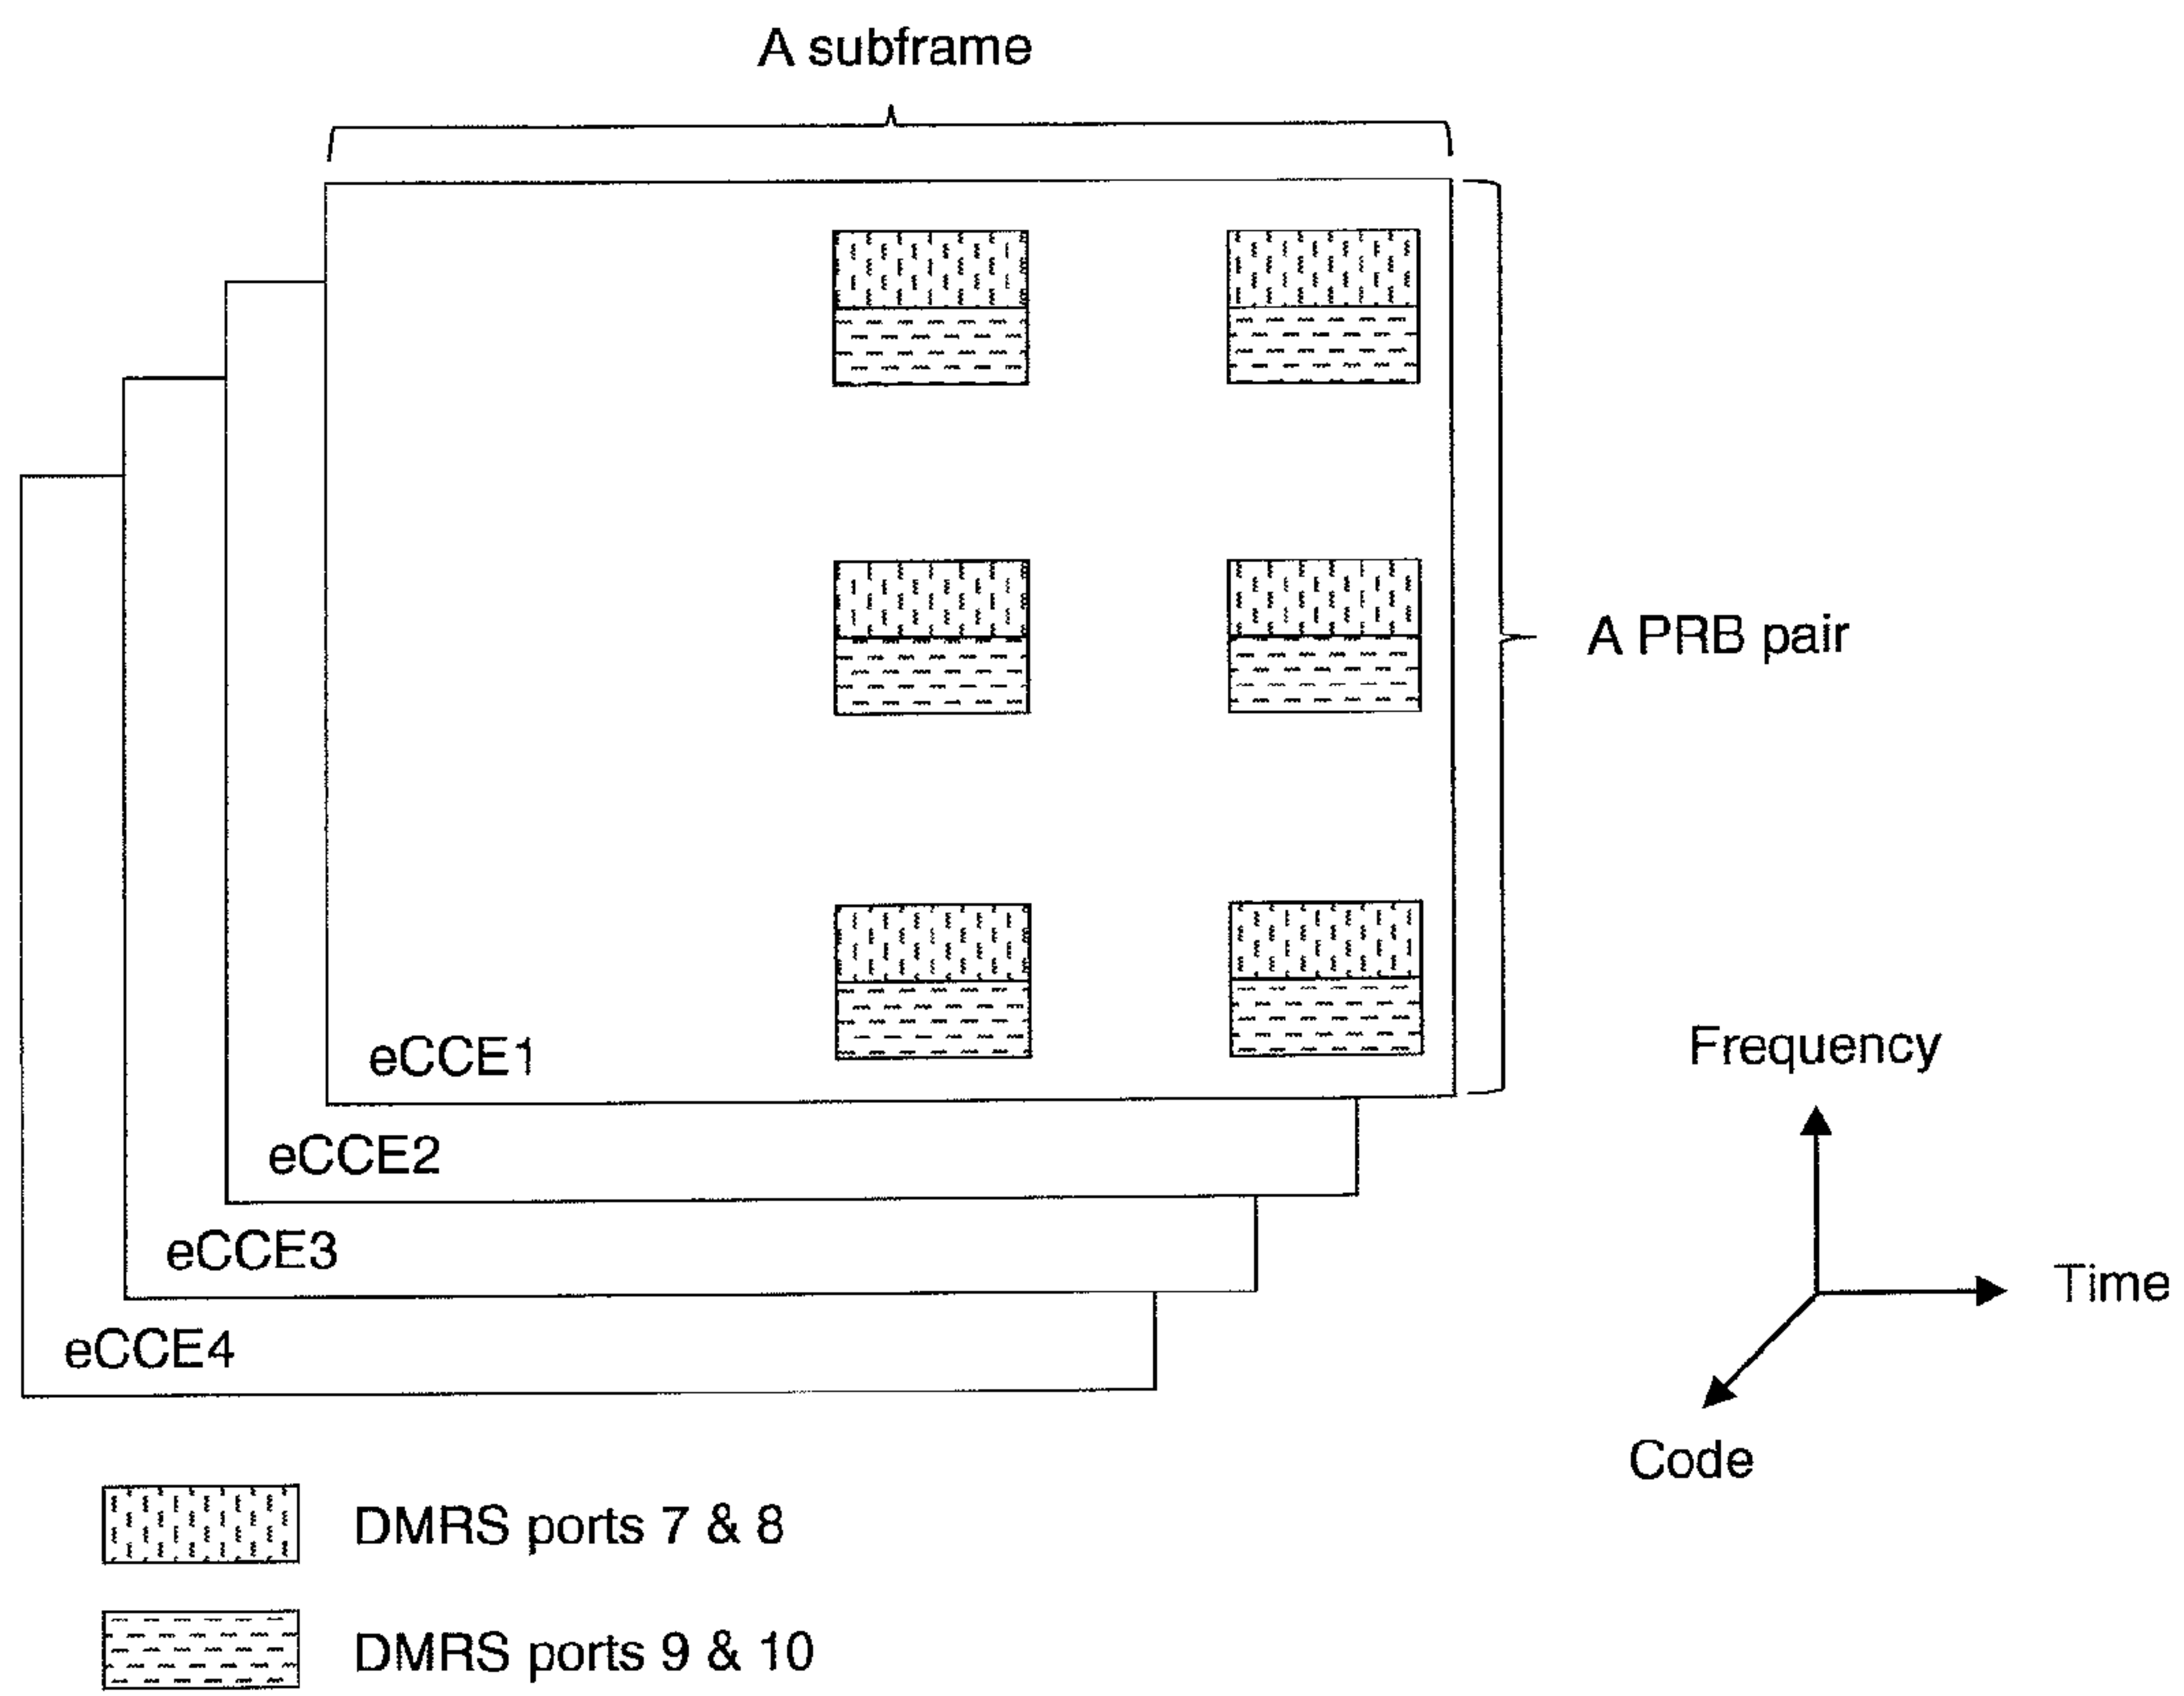 A subframe
A PRB pair
eCCE1
eCCE2
eCCE3
eCCE4
Frequency
Time
Code
DMRS ports 7 & 8
DMRS ports 9 & 10